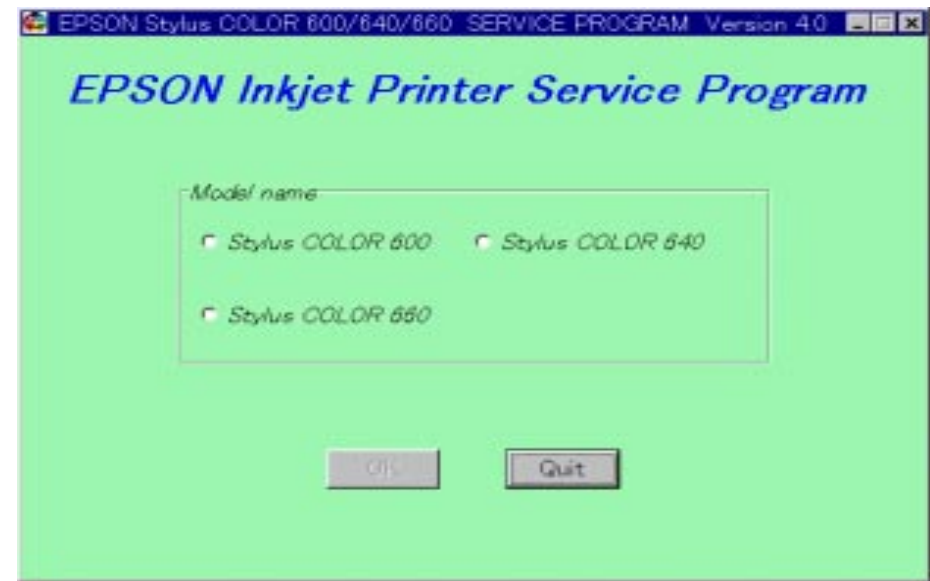 EPSON Stylus COLOR 600/640/660 SERVICE PROGRAM Version 4.0
EPSON Inkjet Printer Service Program
Model name
Stylus COLOR 600 Stylus COLOR 640
Stylus COLOR 660
OK Quit